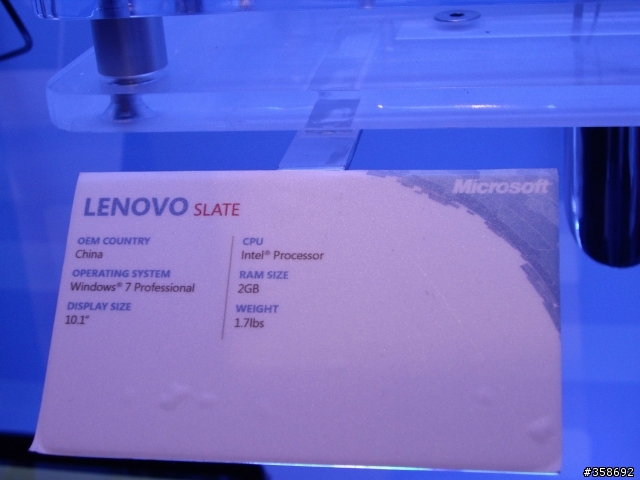 Microsoft
LENOVO SLATE
OEM COUNTRY
China
OPERATING SYSTEM
Windows® 7 Professional
DISPLAY SIZE
10.1"
CPU
Intel® Processor
RAM SIZE
2GB
WEIGHT
1.7lbs
#358692